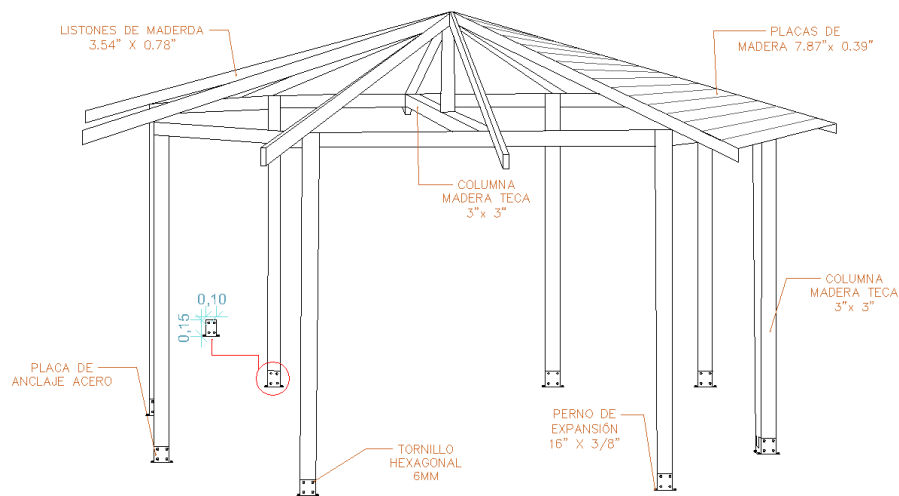 LISTONES DE MADERDA
3.54" X 0.78"
PLACAS DE
MADERA 7.87"x 0.39"
COLUMNA
MADERA TECA
3"x 3"
COLUMNA
MADERA TECA
3"x 3"
0,10
0,15
PLACA DE
ANCLAJE ACERO
PERNO DE
EXPANSIÓN
16" X 3/8"
TORNILLO
HEXAGONAL
6MM